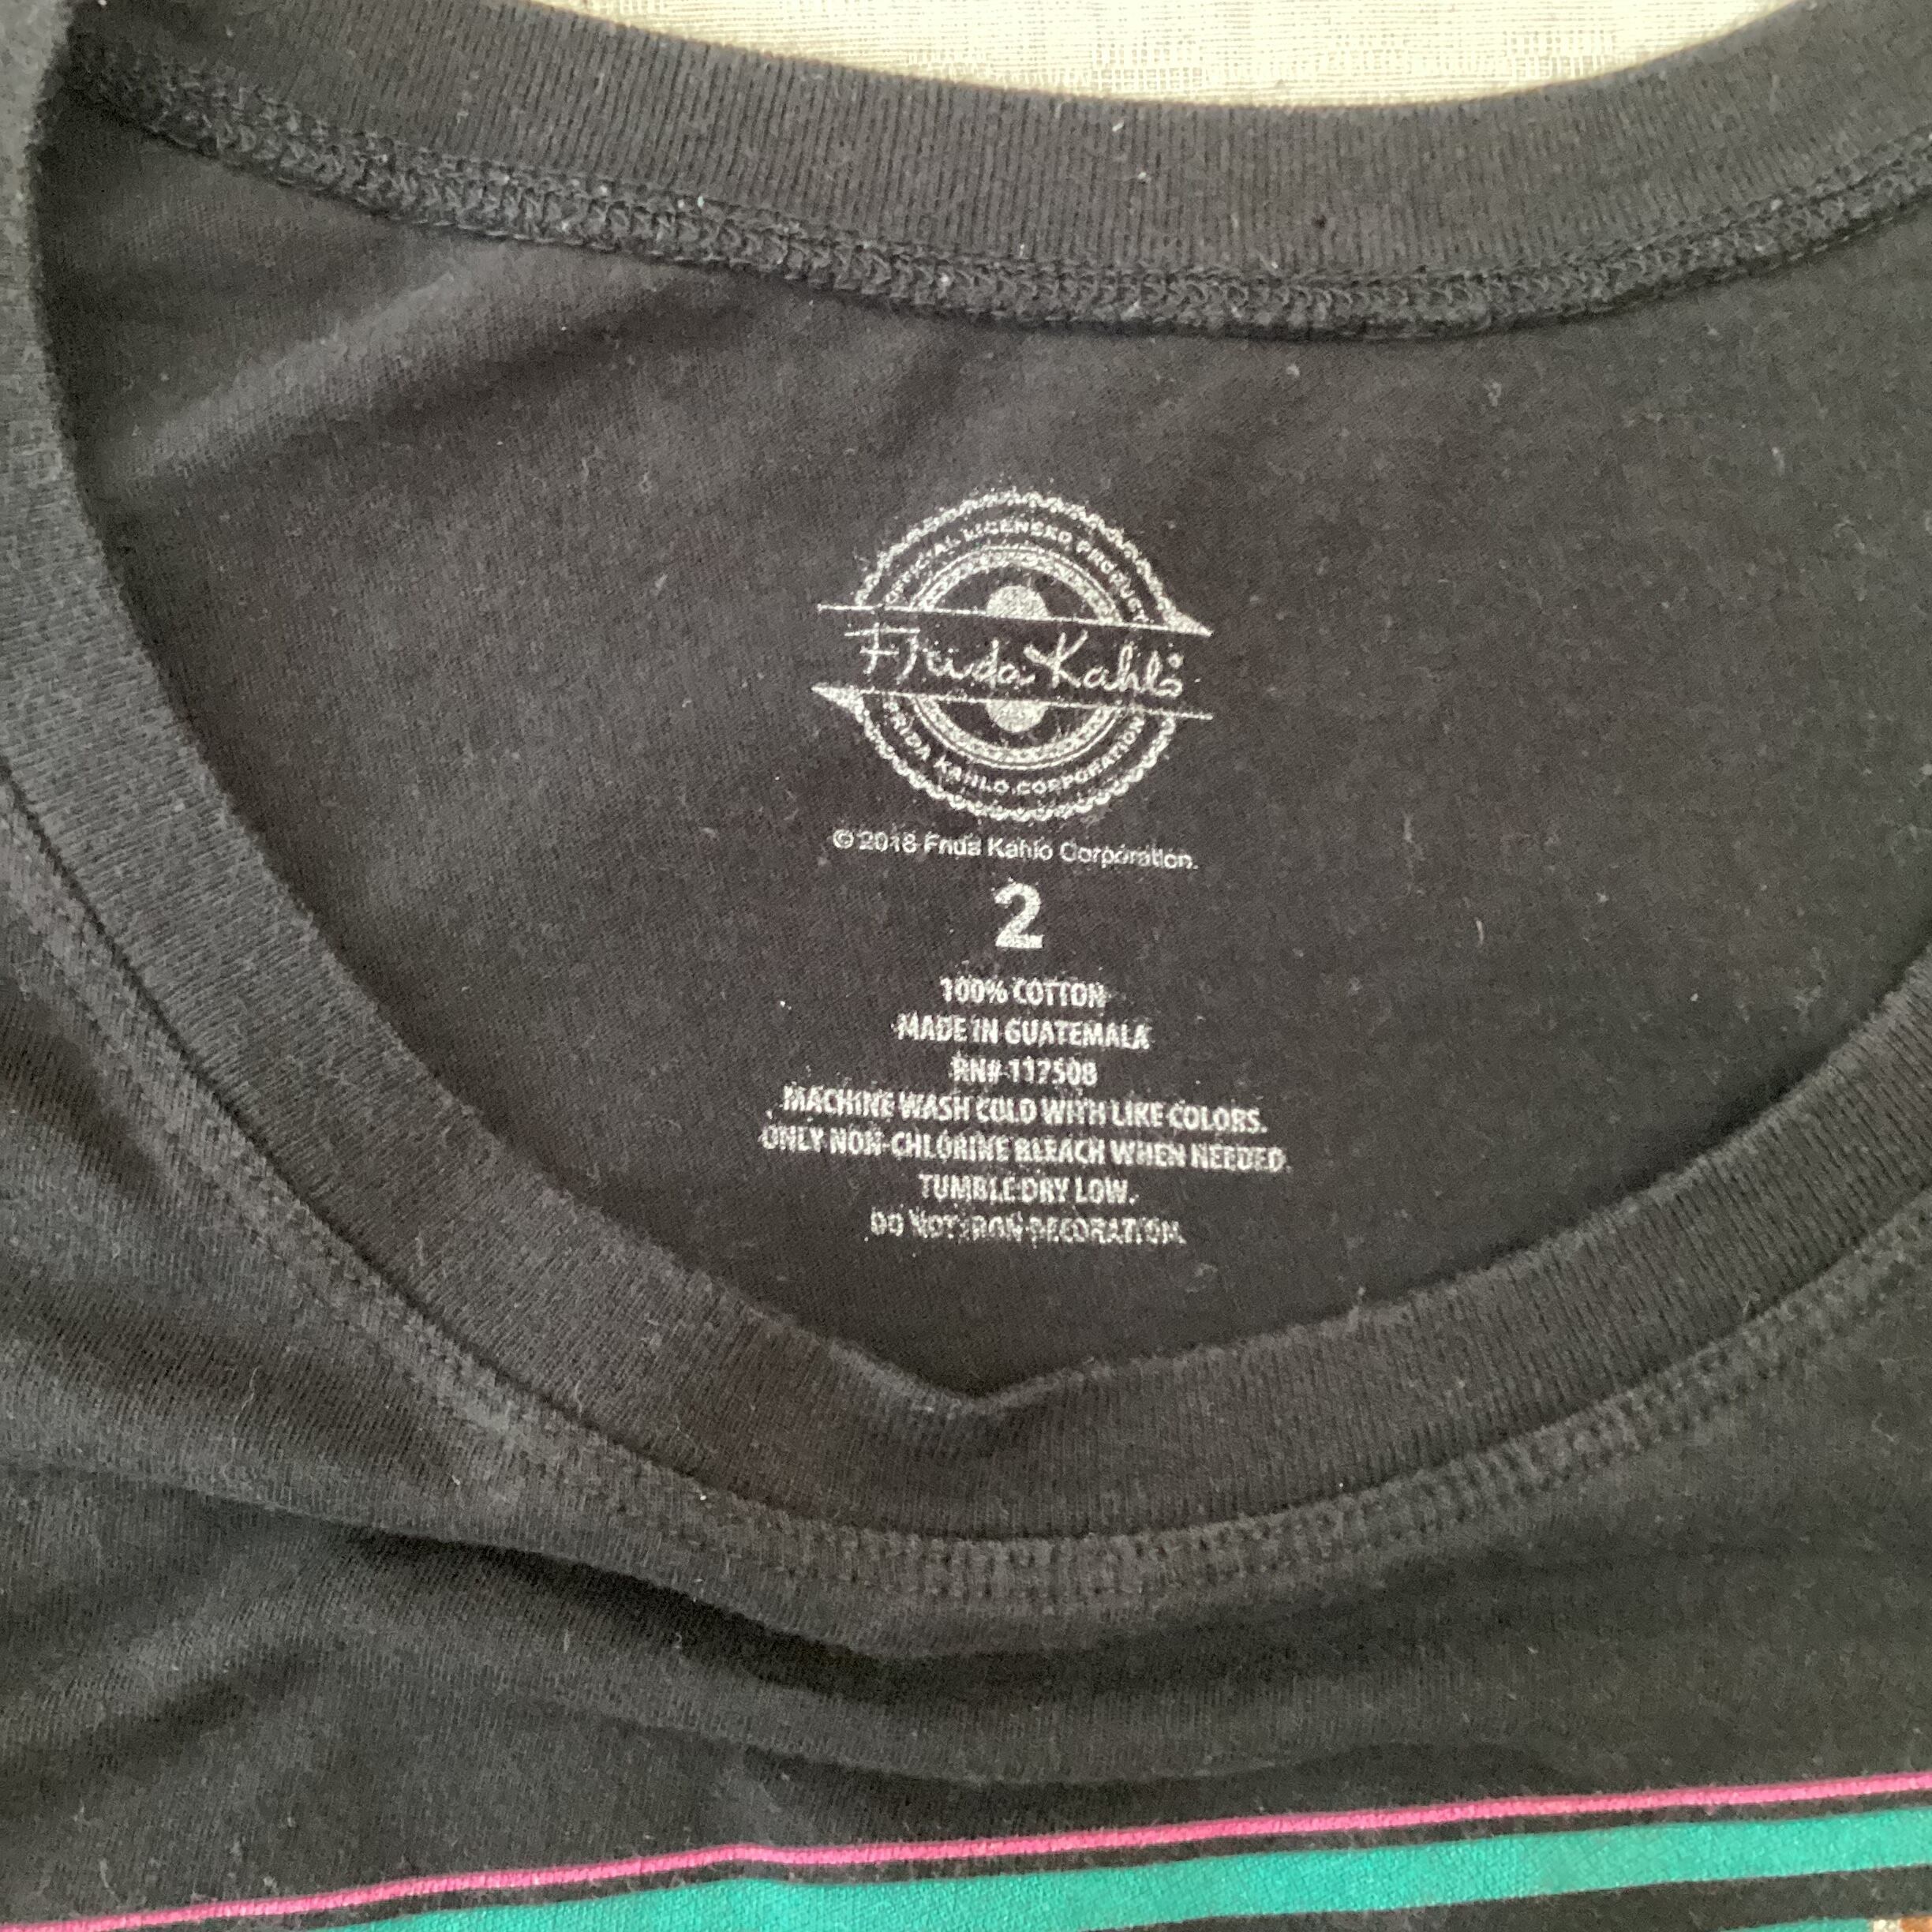 OFFICIAL LICENSED PRODUCT
Frida Kahlo
FRIDA KAHLO CORPORATION
© 2018 Frida Kahlo Corporation.
2
100% COTTON
MADE IN GUATEMALA
RN# 117508
MACHINE WASH COLD WITH LIKE COLORS.
ONLY NON-CHLORINE BLEACH WHEN NEEDED.
TUMBLE DRY LOW.
DO NOT IRON DECORATION.